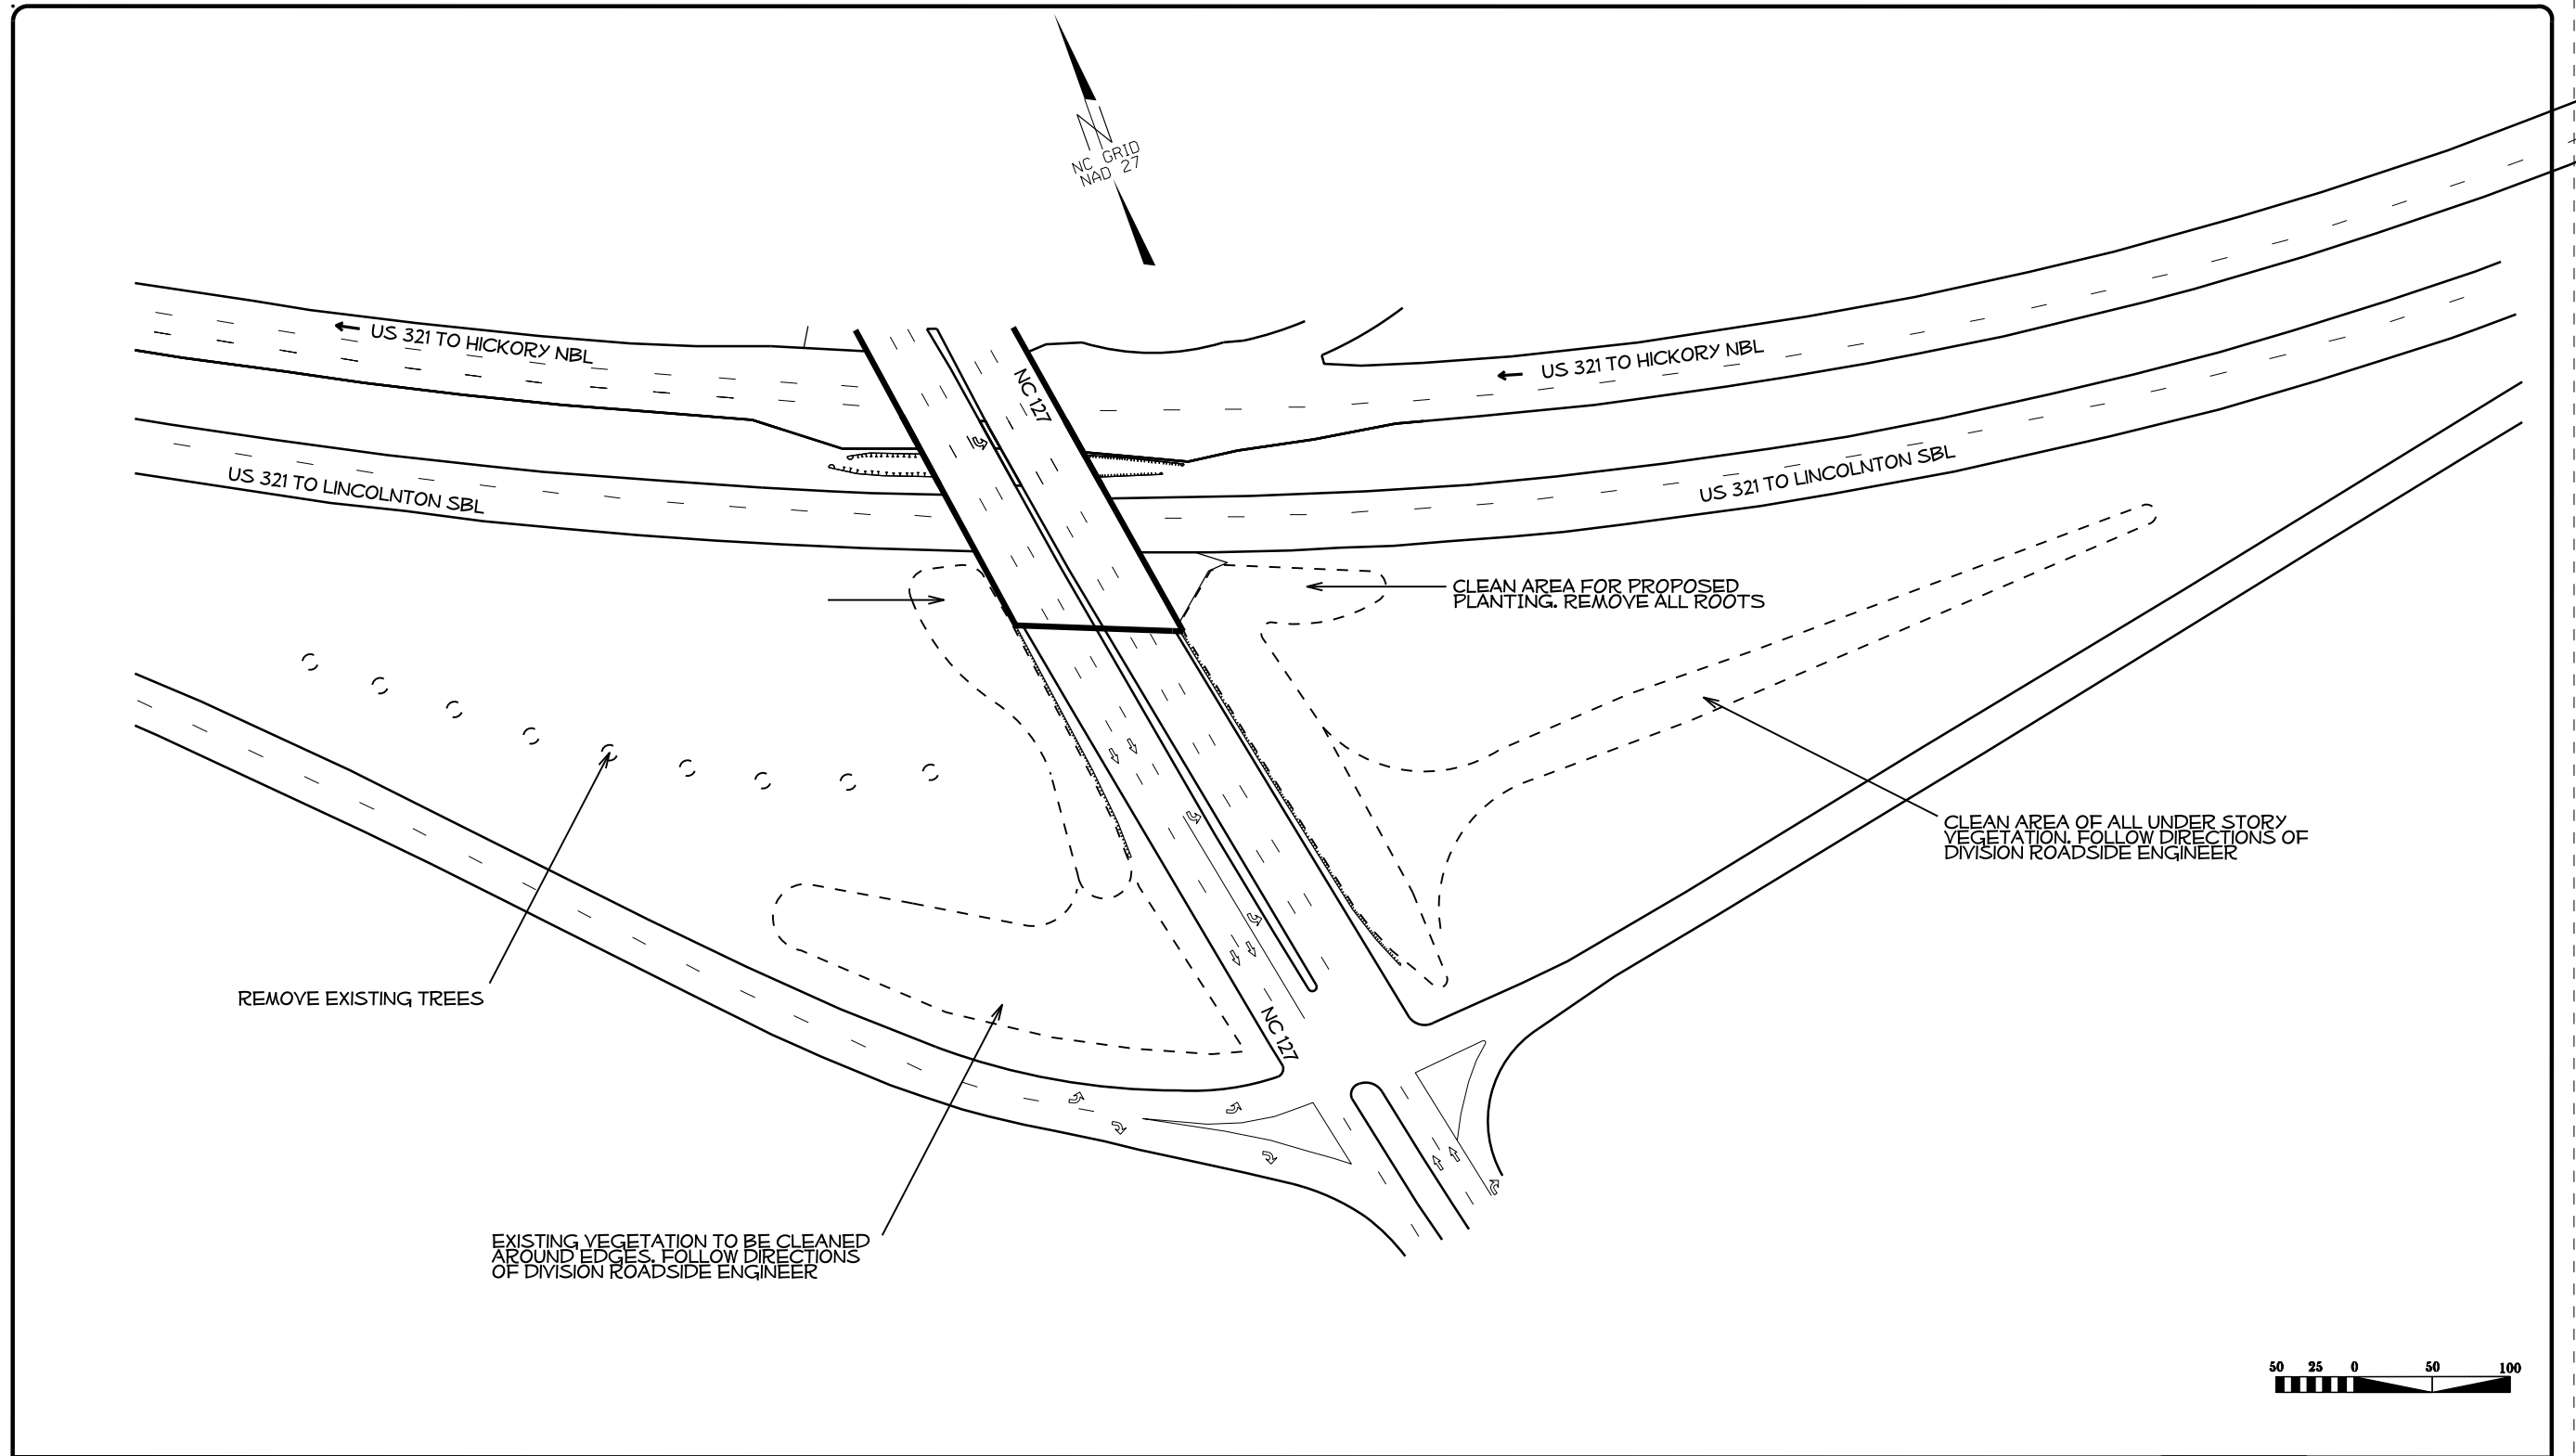 N
NC GRID
NAD 27
US 321 TO HICKORY NBL
US 321 TO HICKORY NBL
NC 127
US 321 TO LINCOLNTON SBL
US 321 TO LINCOLNTON SBL
CLEAN AREA FOR PROPOSED
PLANTING. REMOVE ALL ROOTS
CLEAN AREA OF ALL UNDER STORY
VEGETATION. FOLLOW DIRECTIONS OF
DIVISION ROADSIDE ENGINEER
REMOVE EXISTING TREES
NC 127
EXISTING VEGETATION TO BE CLEANED
AROUND EDGES. FOLLOW DIRECTIONS
OF DIVISION ROADSIDE ENGINEER
50 25 0 50 100